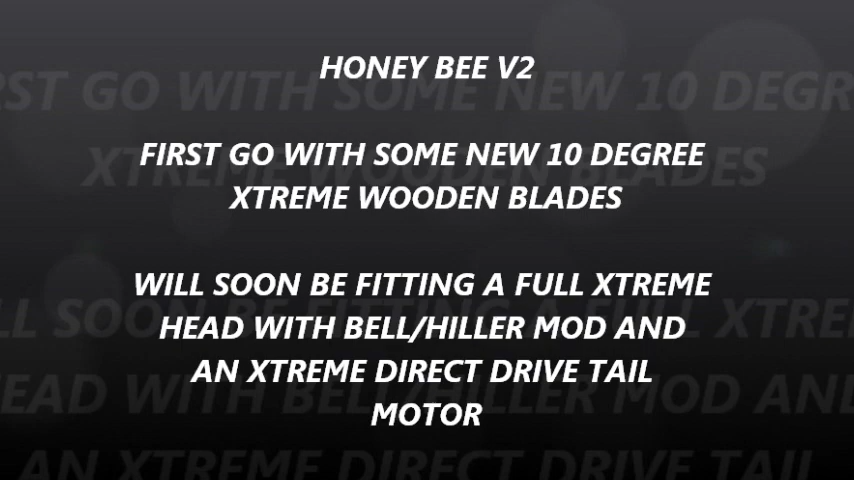 HONEY BEE V2
FIRST GO WITH SOME NEW 10 DEGREE
XTREME WOODEN BLADES
WILL SOON BE FITTING A FULL XTREME
HEAD WITH BELL/HILLER MOD AND
AN XTREME DIRECT DRIVE TAIL
MOTOR